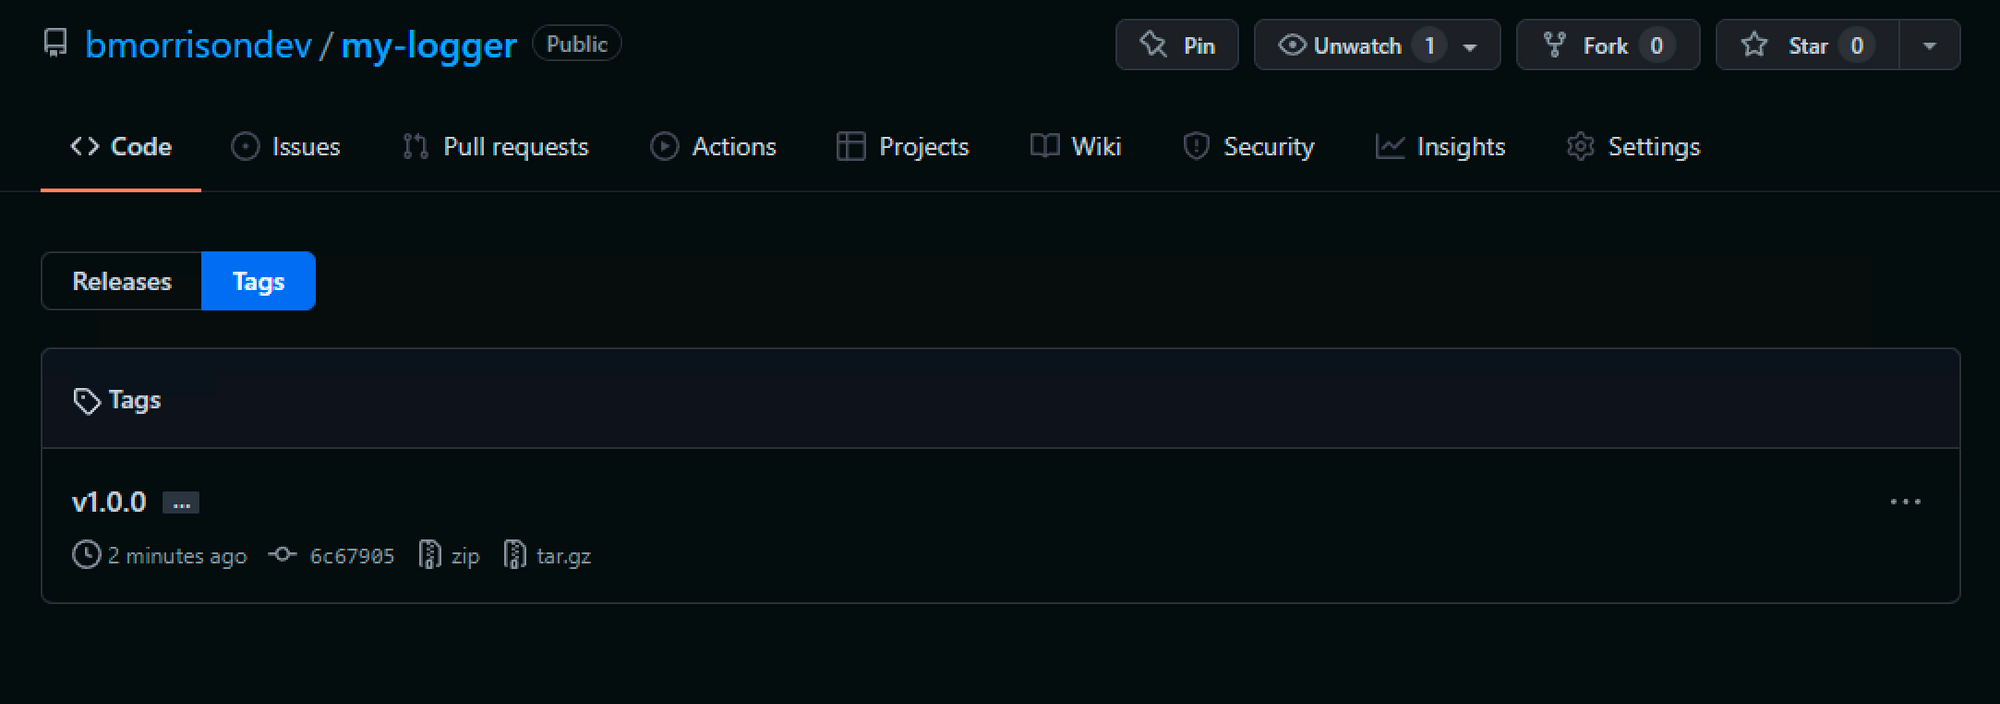 bmorrisondev / my-logger Public Pin Unwatch 1 Fork 0 Star 0
Code Issues Pull requests Actions Projects Wiki Security Insights Settings
Releases Tags
Tags
v1.0.0 ...
2 minutes ago 6c67905 zip tar.gz